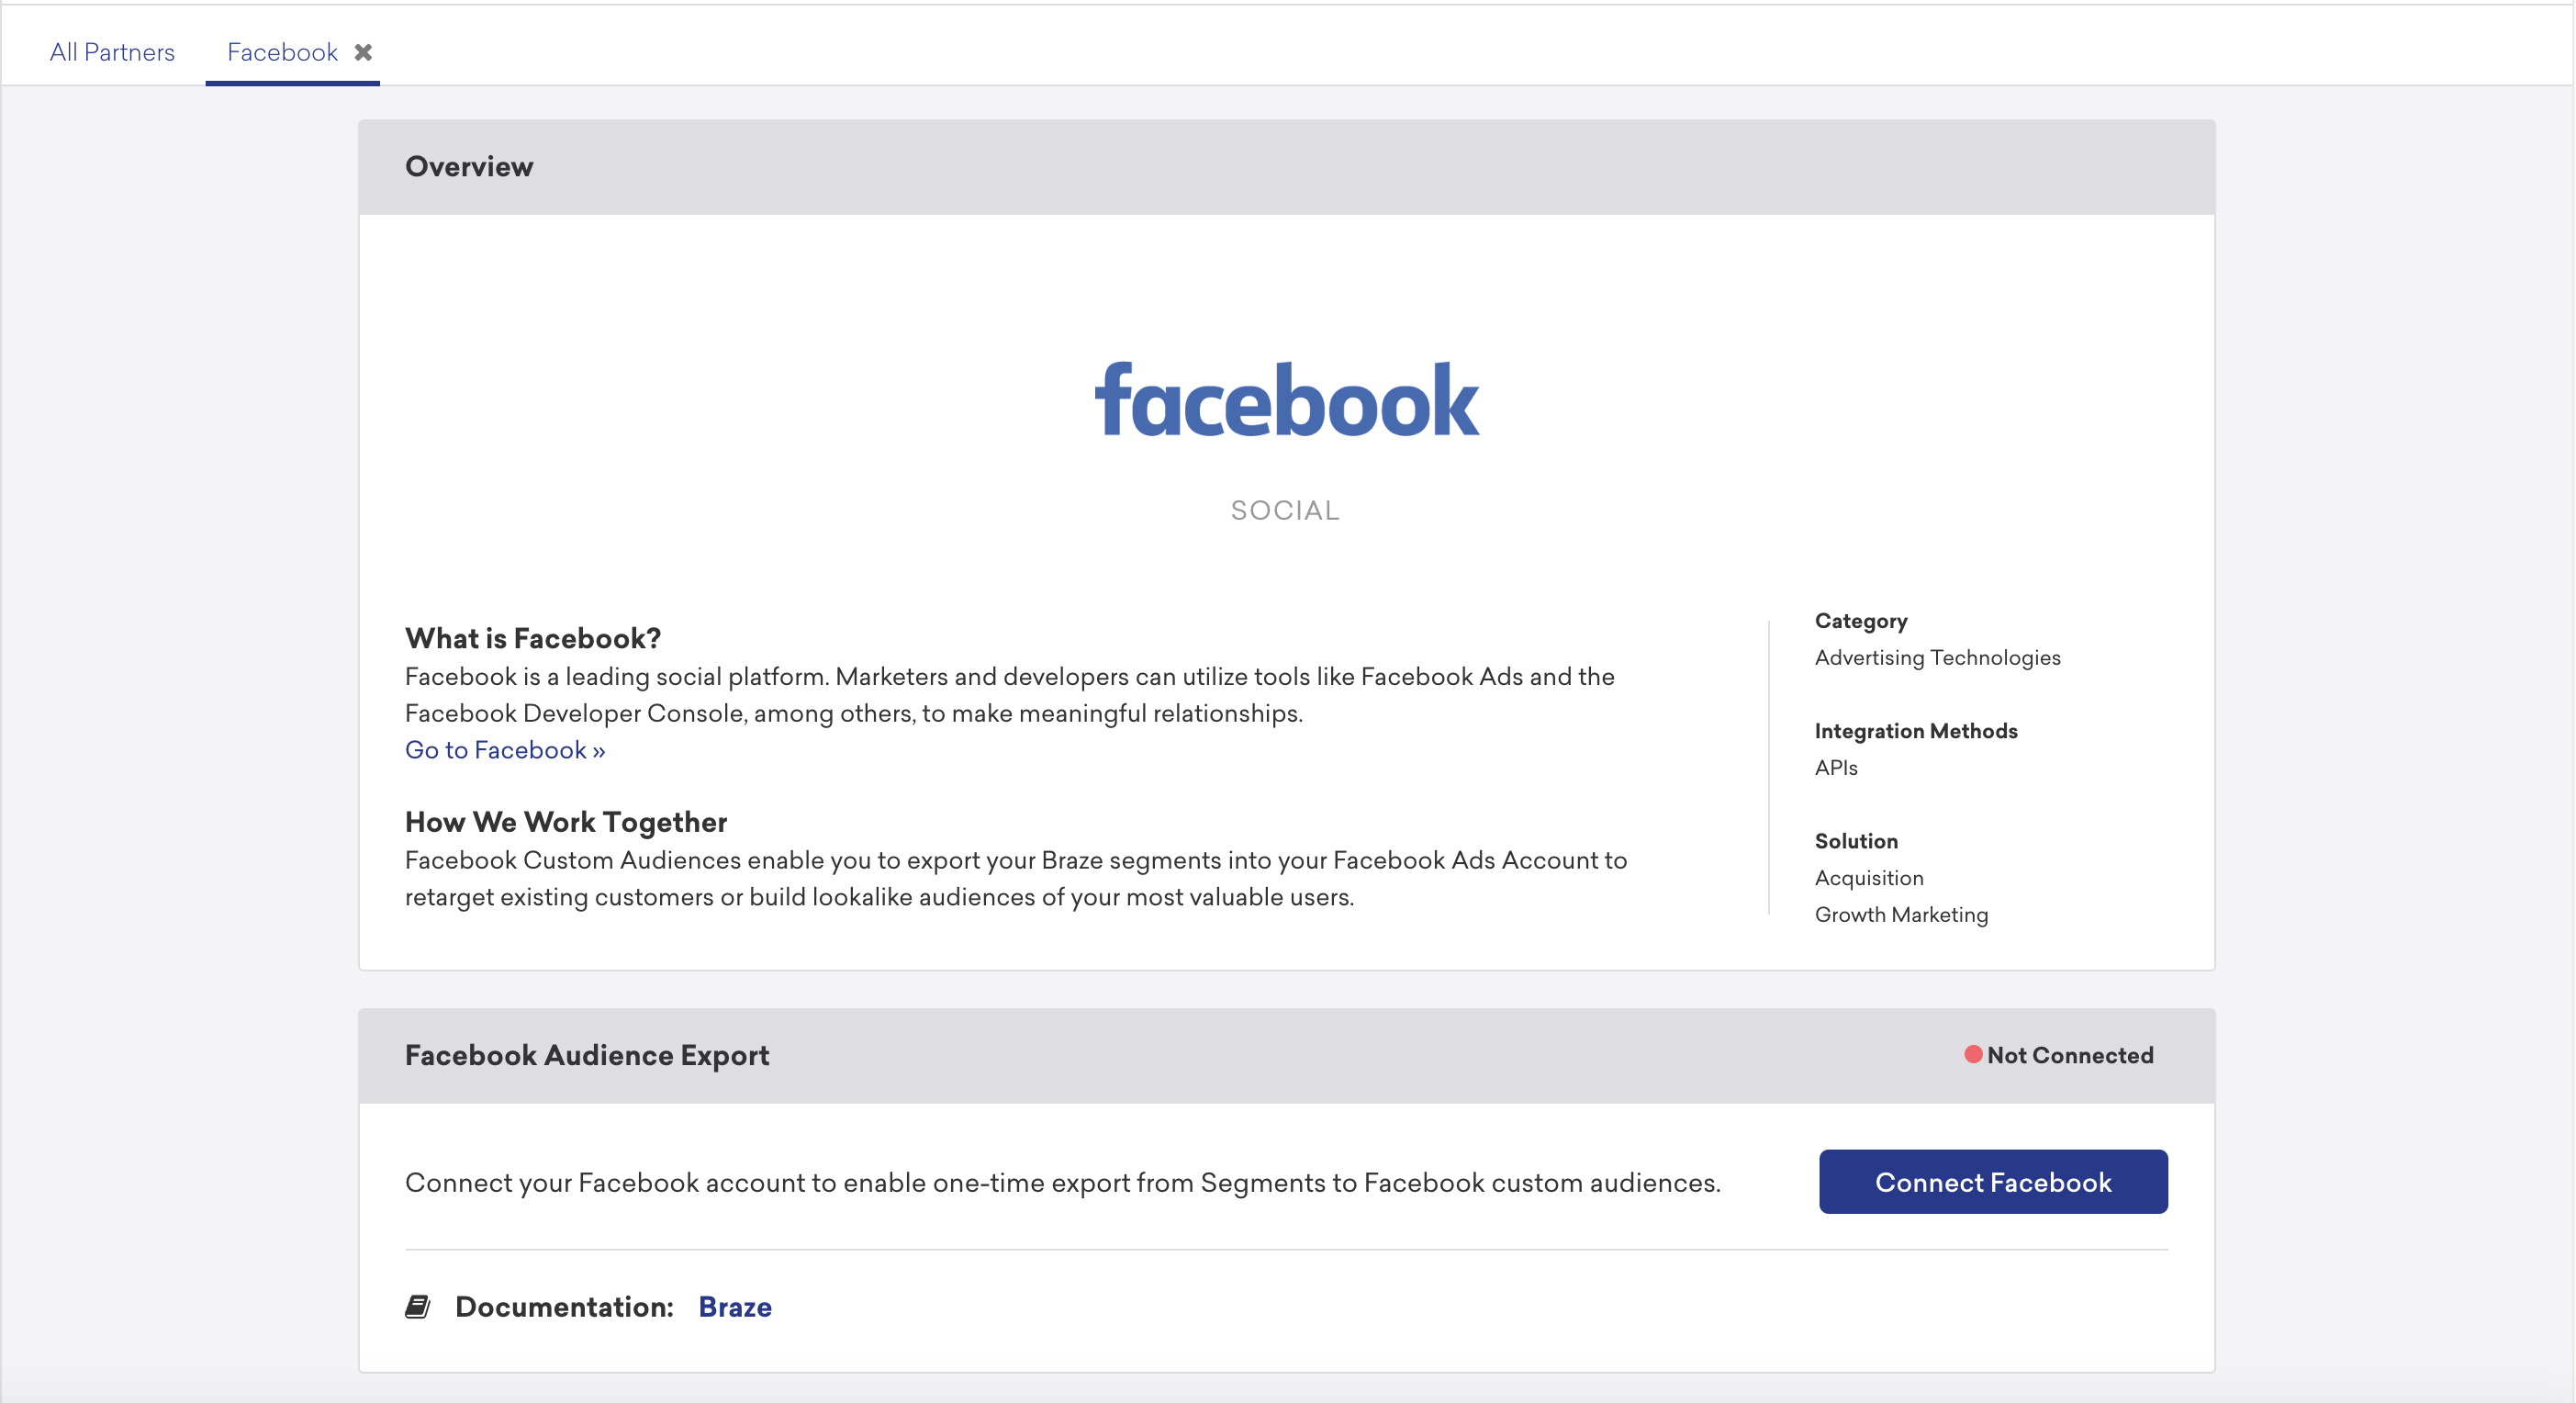 All Partners
Facebook
Overview
facebook
SOCIAL
What is Facebook?
Facebook is a leading social platform. Marketers and developers can utilize tools like Facebook Ads and the
Facebook Developer Console, among others, to make meaningful relationships.
Go to Facebook »
How We Work Together
Facebook Custom Audiences enable you to export your Braze segments into your Facebook Ads Account to
retarget existing customers or build lookalike audiences of your most valuable users.
Category
Advertising Technologies
Integration Methods
APIs
Solution
Acquisition
Growth Marketing
Facebook Audience Export
Not Connected
Connect your Facebook account to enable one-time export from Segments to Facebook custom audiences.
Connect Facebook
Documentation: Braze